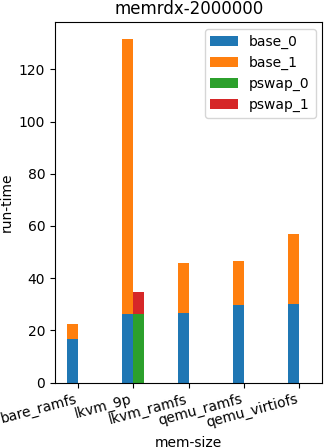 memrdx-2000000
base_0
base_1
pswap_0
pswap_1
120
100
80
60
40
20
0
run-time
bare_ramfs
lkvm_9p
lkvm_ramfs
qemu_ramfs
qemu_virtiofs
mem-size